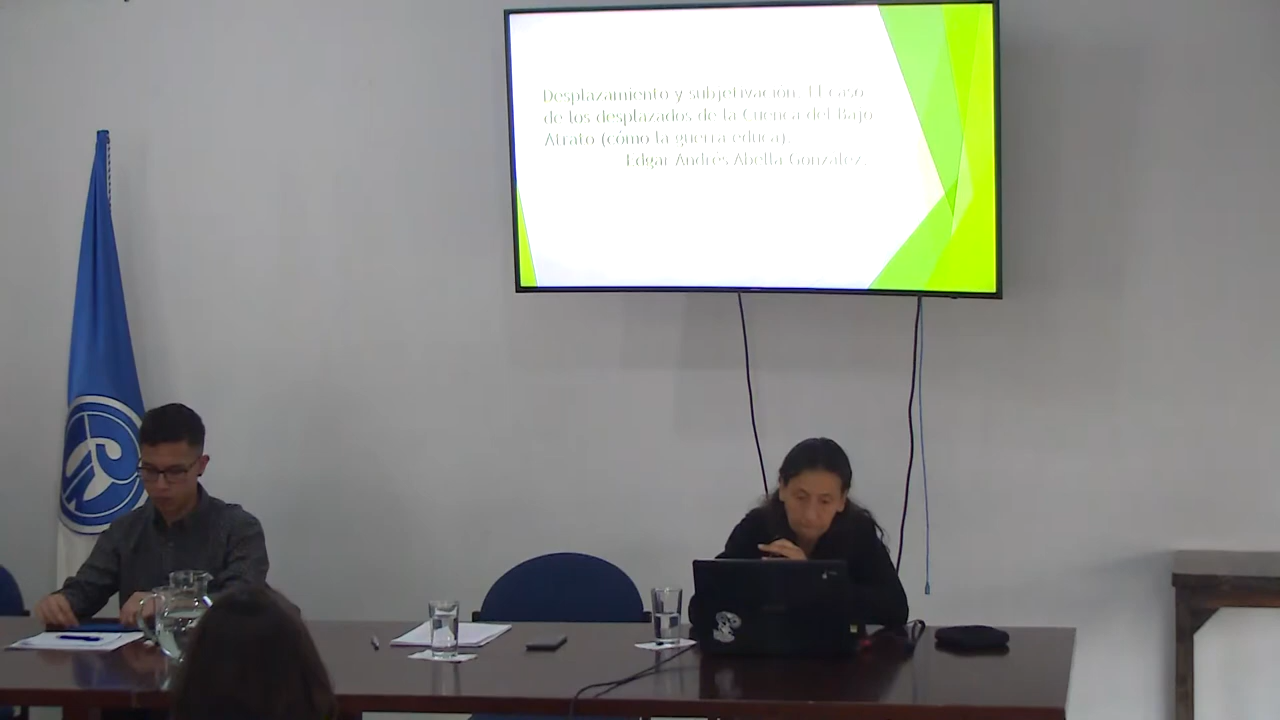 Desplazamiento y subjetivación. El caso
de los desplazados de la Cuenca del Bajo
Atrato (cómo la guerra educa).
Edgar Andrés Abella González.